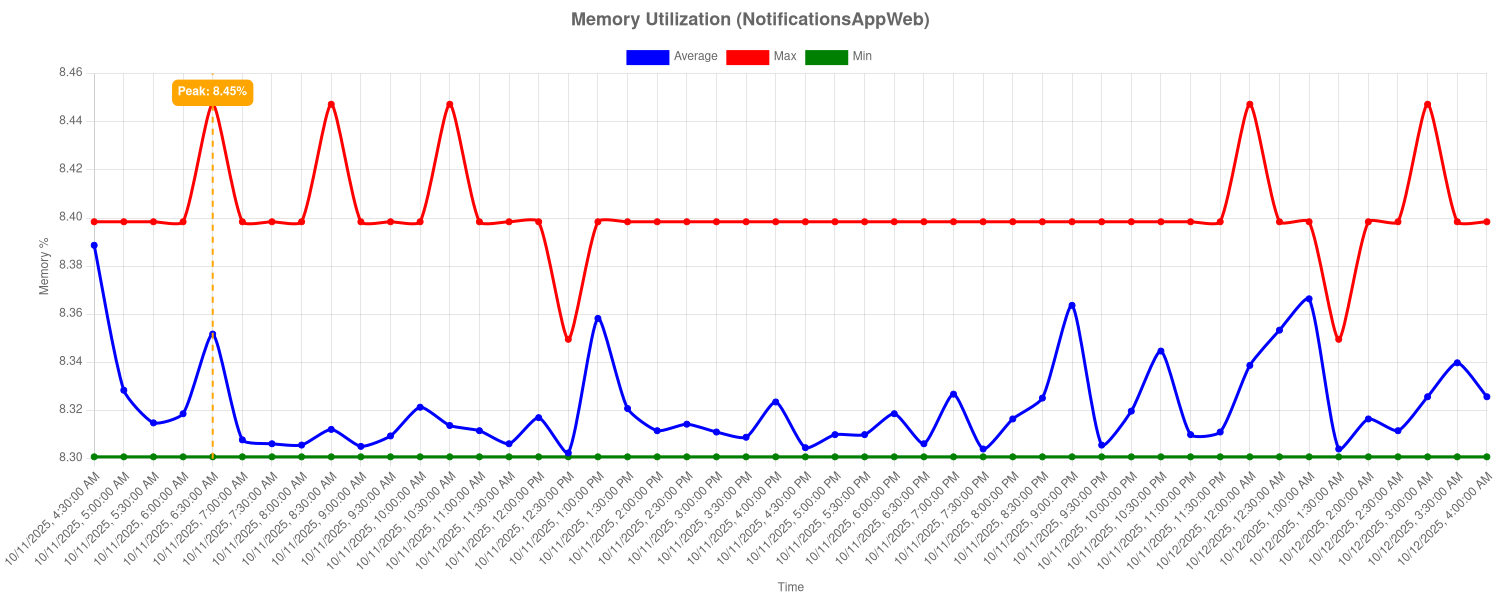 Memory Utilization (NotificationsAppWeb)
Average Max Min
Peak: 8.45%
8.46
8.44
8.42
8.40
8.38
8.36
8.34
8.32
8.30
Memory %
10/11/2025, 4:30:00 AM
10/11/2025, 5:00:00 AM
10/11/2025, 5:30:00 AM
10/11/2025, 6:00:00 AM
10/11/2025, 6:30:00 AM
10/11/2025, 7:00:00 AM
10/11/2025, 7:30:00 AM
10/11/2025, 8:00:00 AM
10/11/2025, 8:30:00 AM
10/11/2025, 9:00:00 AM
10/11/2025, 9:30:00 AM
10/11/2025, 10:00:00 AM
10/11/2025, 10:30:00 AM
10/11/2025, 11:00:00 AM
10/11/2025, 11:30:00 AM
10/11/2025, 12:00:00 PM
10/11/2025, 12:30:00 PM
10/11/2025, 1:00:00 PM
10/11/2025, 1:30:00 PM
10/11/2025, 2:00:00 PM
10/11/2025, 2:30:00 PM
10/11/2025, 3:00:00 PM
10/11/2025, 3:30:00 PM
10/11/2025, 4:00:00 PM
10/11/2025, 4:30:00 PM
10/11/2025, 5:00:00 PM
10/11/2025, 5:30:00 PM
10/11/2025, 6:00:00 PM
10/11/2025, 6:30:00 PM
10/11/2025, 7:00:00 PM
10/11/2025, 7:30:00 PM
10/11/2025, 8:00:00 PM
10/11/2025, 8:30:00 PM
10/11/2025, 9:00:00 PM
10/11/2025, 9:30:00 PM
10/11/2025, 10:00:00 PM
10/11/2025, 10:30:00 PM
10/11/2025, 11:00:00 PM
10/11/2025, 11:30:00 PM
10/12/2025, 12:00:00 AM
10/12/2025, 12:30:00 AM
10/12/2025, 1:00:00 AM
10/12/2025, 1:30:00 AM
10/12/2025, 2:00:00 AM
10/12/2025, 2:30:00 AM
10/12/2025, 3:00:00 AM
10/12/2025, 3:30:00 AM
10/12/2025, 4:00:00 AM
Time